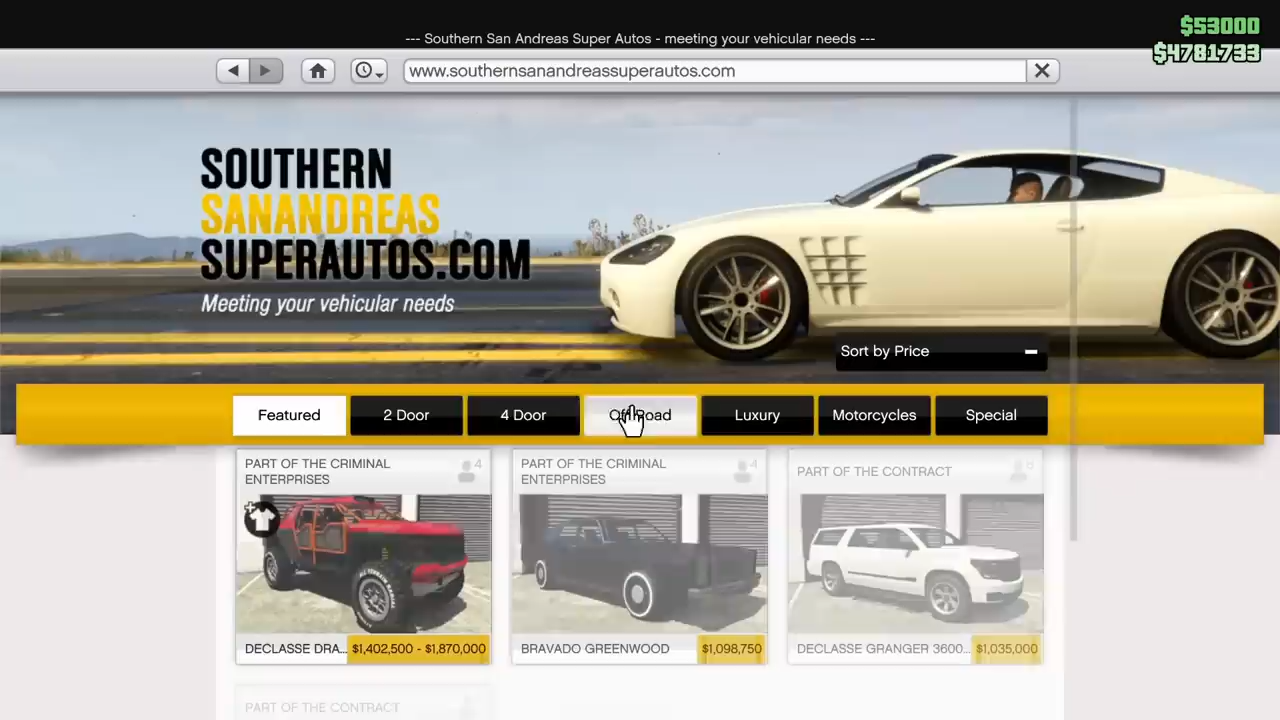 $53000
--- Southern San Andreas Super Autos - meeting your vehicular needs ---
$4781733
www.southernsanandreassuperautos.com
SOUTHERN
SANANDREAS
SUPERAUTOS.COM
Meeting your vehicular needs
Sort by Price
Featured
2 Door
4 Door
Off-Road
Luxury
Motorcycles
Special
PART OF THE CRIMINAL
ENTERPRISES
4
PART OF THE CRIMINAL
ENTERPRISES
4
PART OF THE CONTRACT
8
DECLASSE DRA... $1,402,500 - $1,870,000
BRAVADO GREENWOOD $1,098,750
DECLASSE GRANGER 3600... $1,035,000
PART OF THE CONTRACT